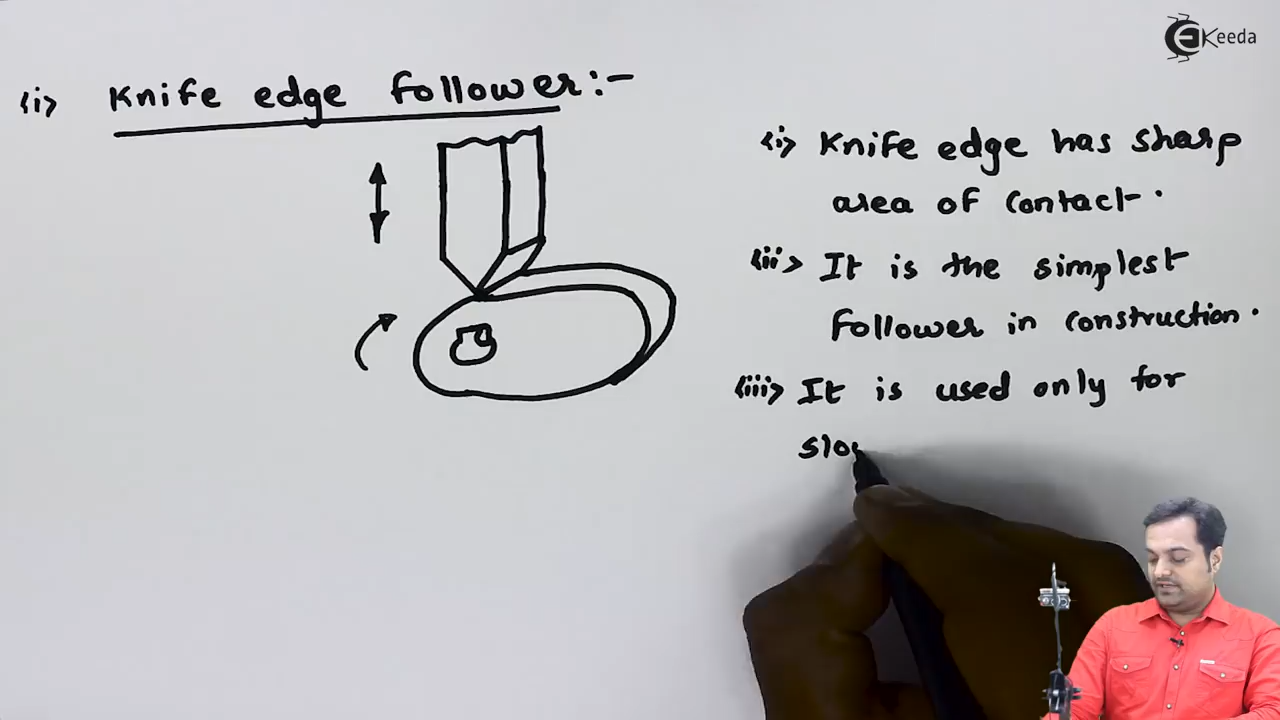 EKeeda
(i) Knife edge follower:-
(i) Knife edge has sharp
area of contact.
(ii) It is the simplest
follower in construction.
(iii) It is used only for
slo